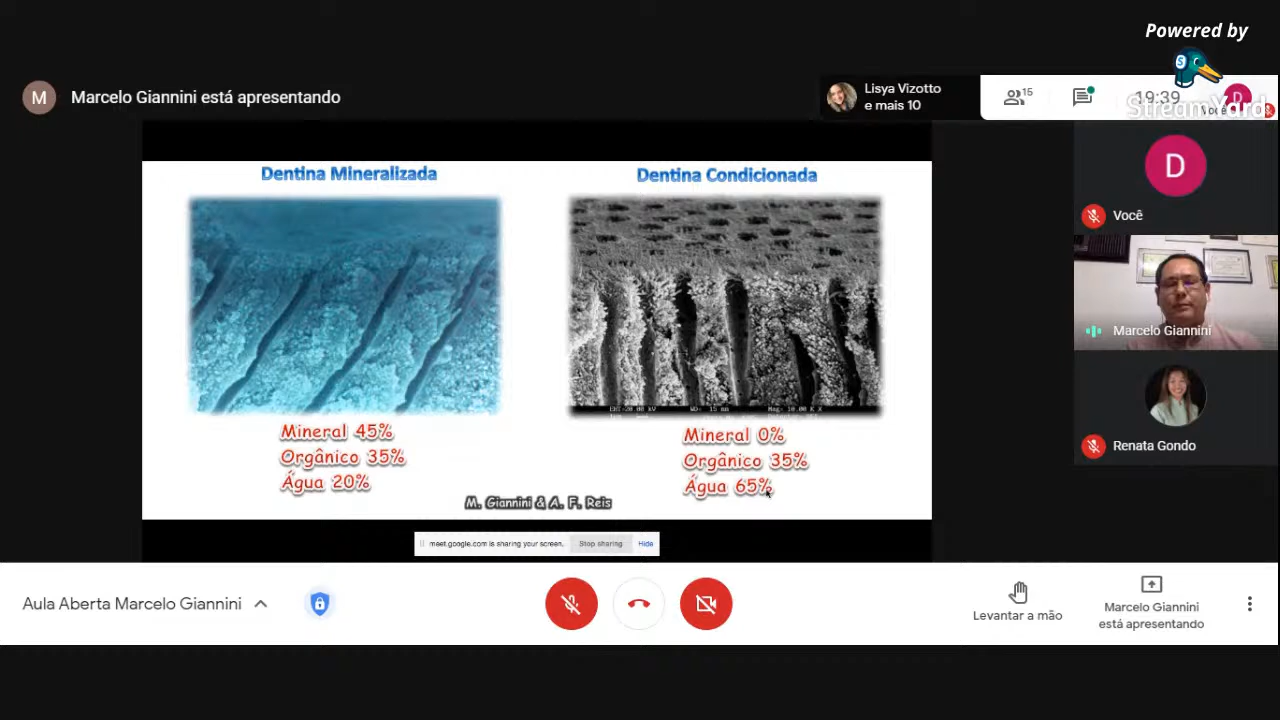 Powered by
StreamYard
M
Marcelo Giannini está apresentando
Lisya Vizotto
e mais 10
15
19:39
D
Você
Dentina Mineralizada
Dentina Condicionada
D
Você
Marcelo Giannini
Renata Gondo
Mineral 45%
Orgânico 35%
Água 20%
Mineral 0%
Orgânico 35%
Água 65%
M. Giannini & A. F. Reis
meet.google.com is sharing your screen.
Stop sharing
Hide
Aula Aberta Marcelo Giannini
Levantar a mão
Marcelo Giannini
está apresentando